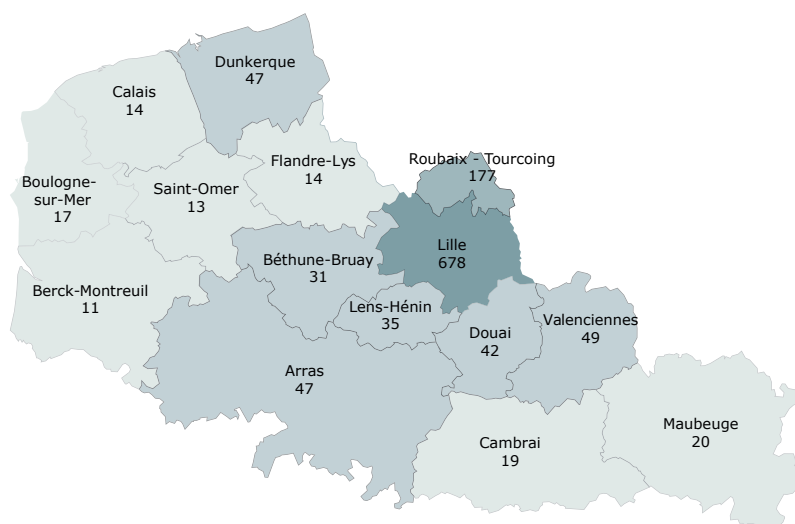 Dunkerque
47
Calais
14
Flandre-Lys
14
Roubaix - Tourcoing
177
Boulogne-
sur-Mer
17
Saint-Omer
13
Lille
678
Béthune-Bruay
31
Berck-Montreuil
11
Lens-Hénin
35
Valenciennes
49
Douai
42
Arras
47
Maubeuge
20
Cambrai
19